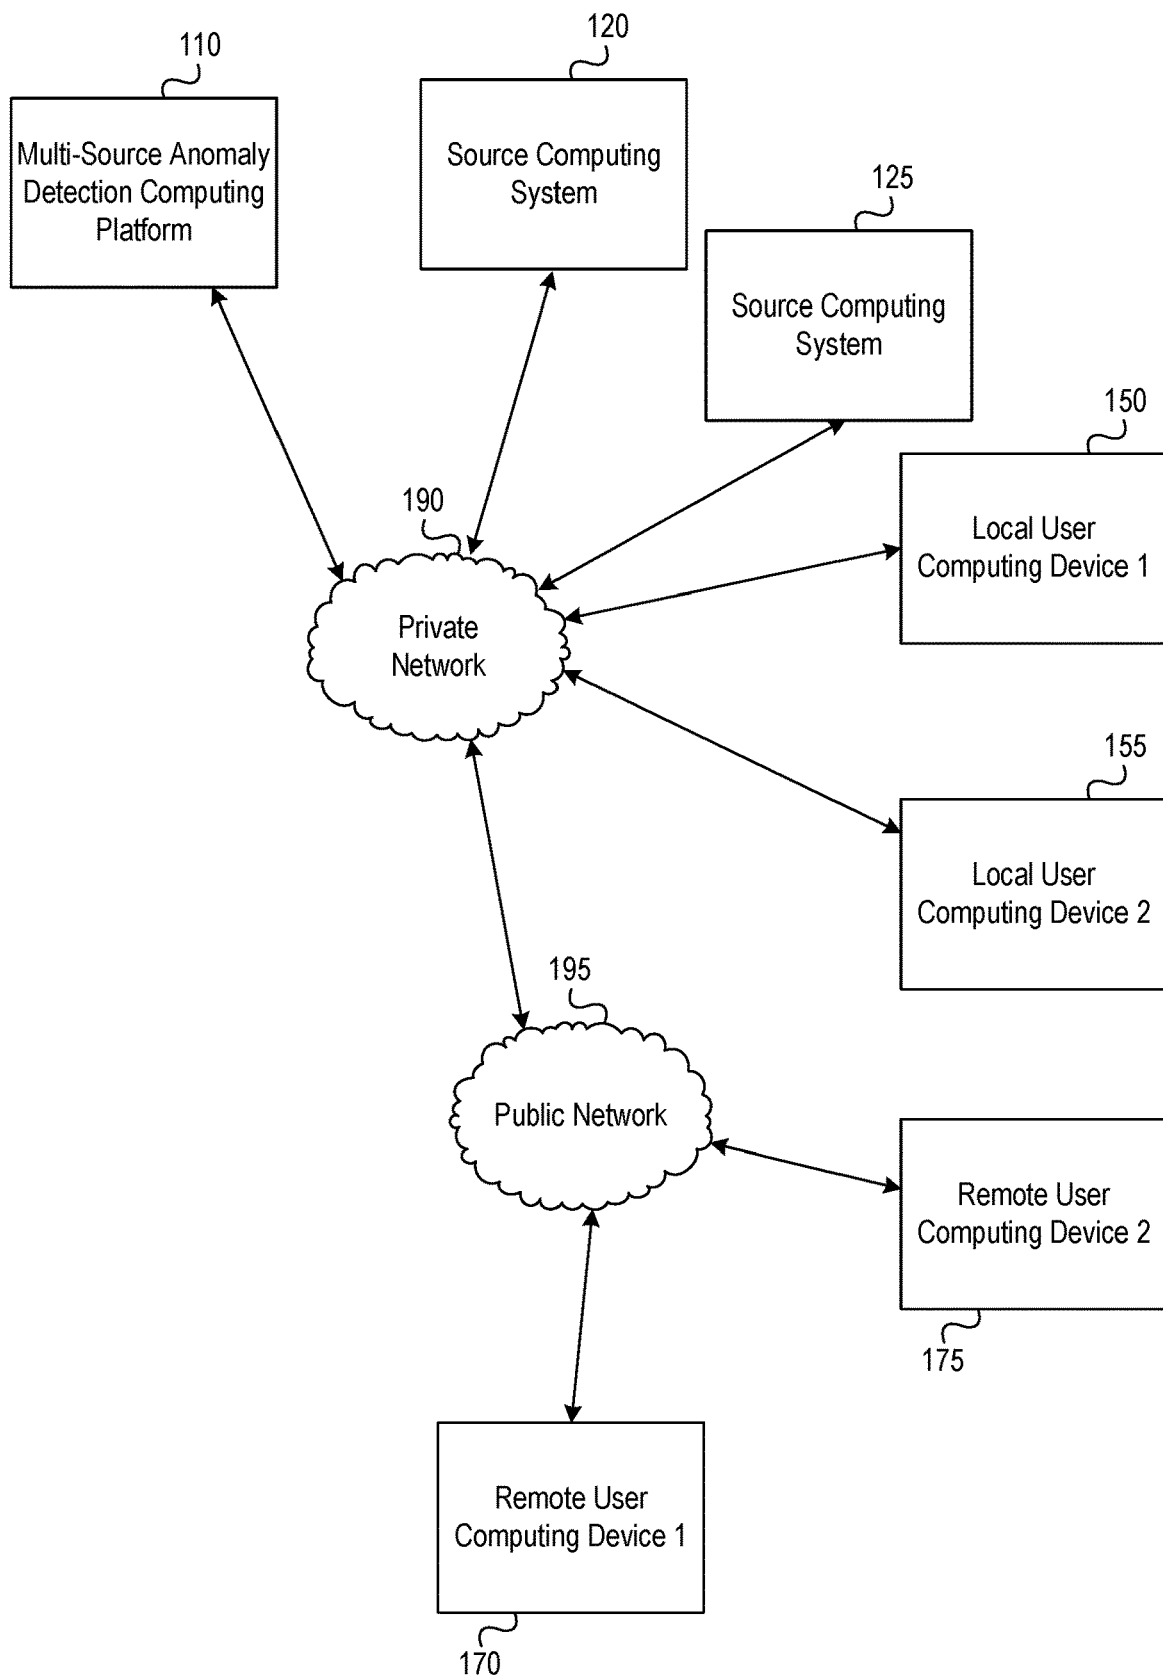 110
Multi-Source Anomaly
Detection Computing
Platform
120
Source Computing
System
125
Source Computing
System
150
Local User
Computing Device 1
190
Private
Network
155
Local User
Computing Device 2
195
Public Network
Remote User
Computing Device 2
175
Remote User
Computing Device 1
170